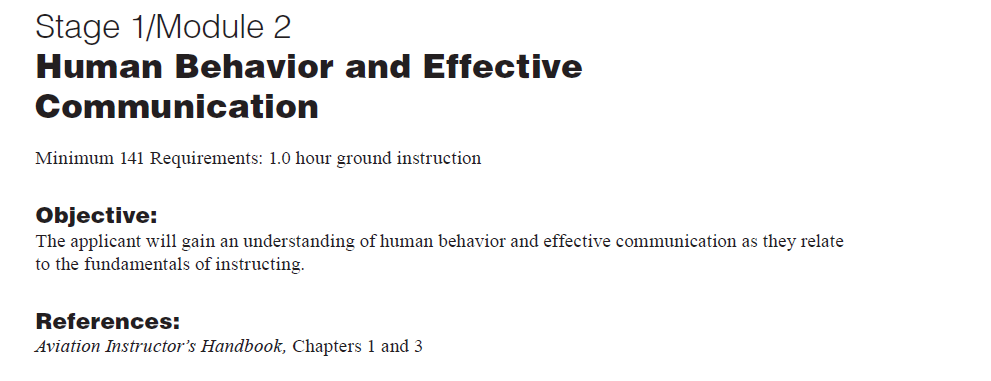 Stage 1/Module 2
Human Behavior and Effective
Communication
Minimum 141 Requirements: 1.0 hour ground instruction
Objective:
The applicant will gain an understanding of human behavior and effective communication as they relate
to the fundamentals of instructing.
References:
Aviation Instructor’s Handbook, Chapters 1 and 3